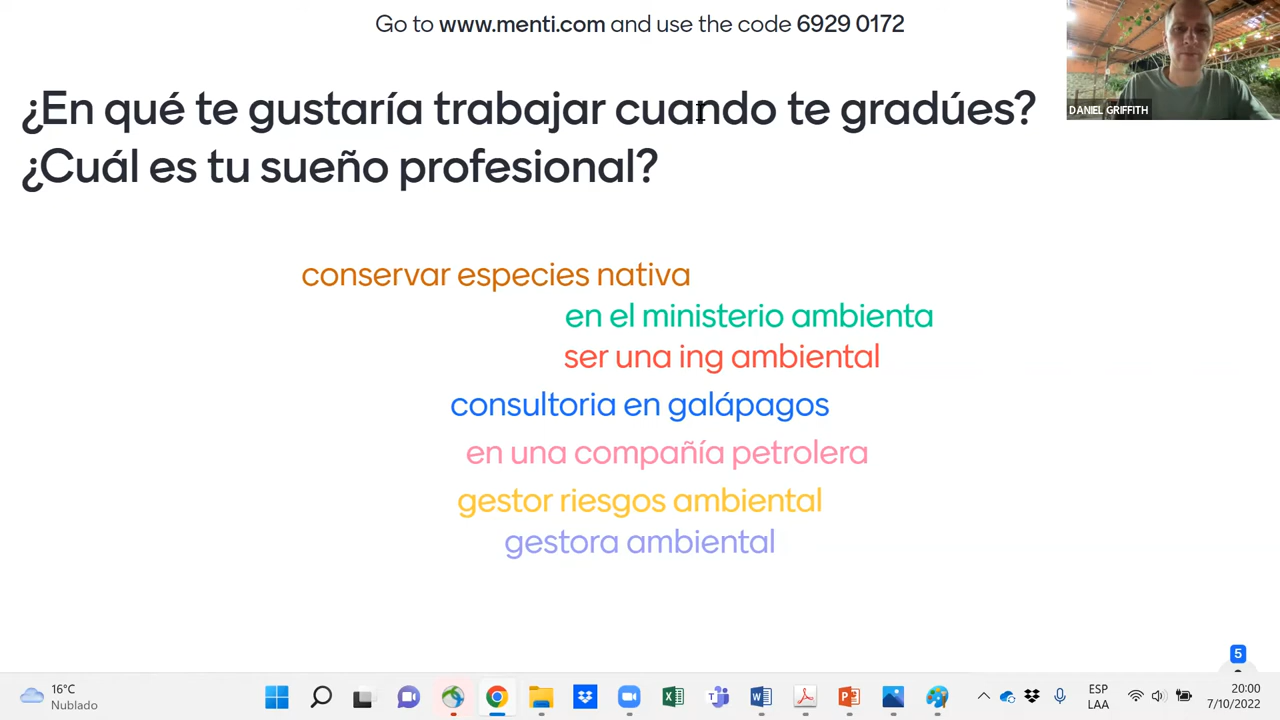 Go to www.menti.com and use the code 6929 0172
¿En qué te gustaría trabajar cuando te gradúes?
¿Cuál es tu sueño profesional?
DANIEL GRIFFITH
conservar especies nativa
en el ministerio ambienta
ser una ing ambiental
consultoria en galápagos
en una compañía petrolera
gestor riesgos ambiental
gestora ambiental
5
16°C
Nublado
ESP
LAA
20:00
7/10/2022